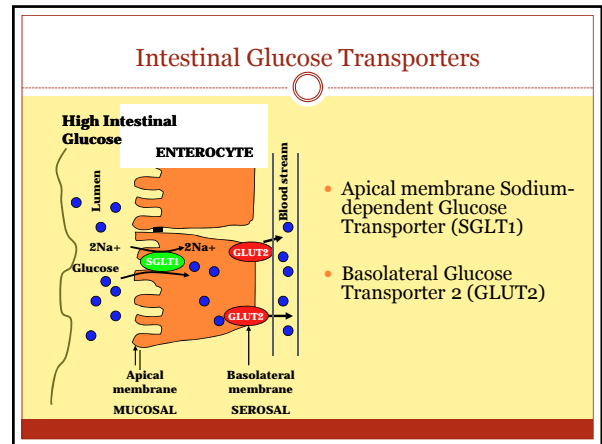 Intestinal Glucose Transporters
High Intestinal
Glucose
ENTEROCYTE
Lumen
Blood stream
2Na+
2Na+
Glucose
SGLT1
GLUT2
GLUT2
Apical
membrane
Basolateral
membrane
MUCOSAL
SEROSAL
• Apical membrane Sodium-
dependent Glucose
Transporter (SGLT1)
• Basolateral Glucose
Transporter 2 (GLUT2)